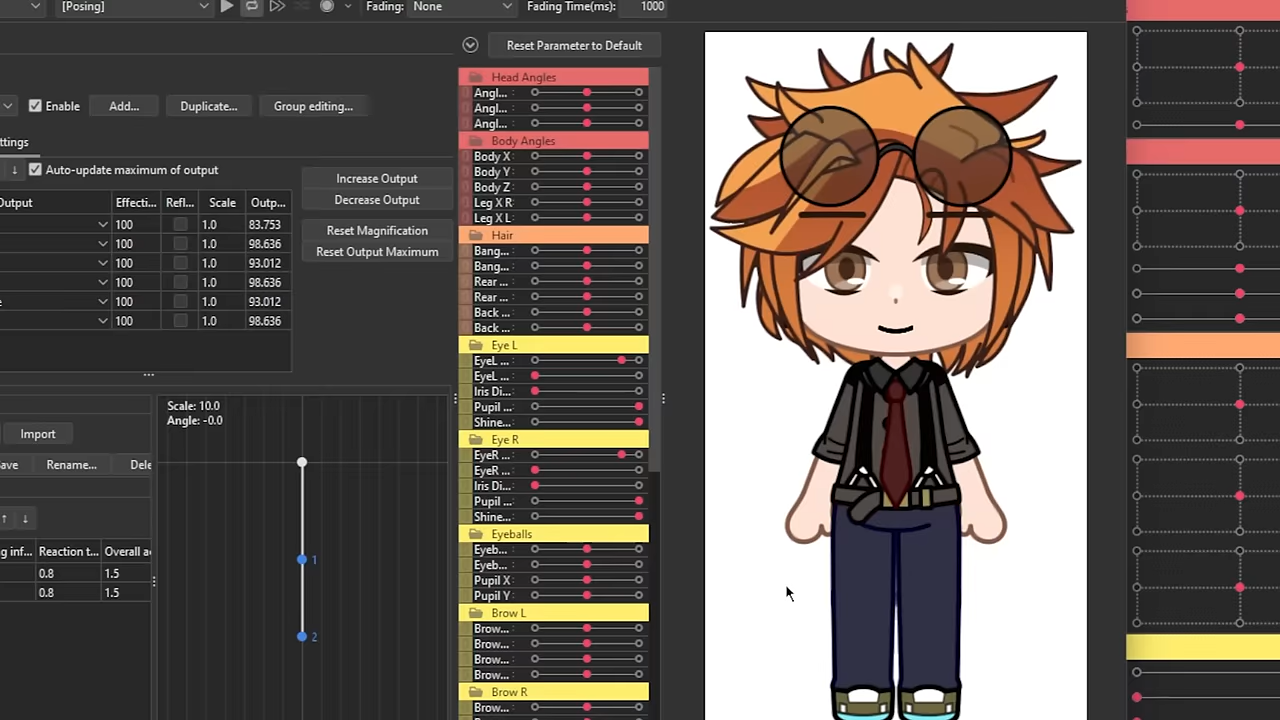 [Posing]
Fading:
None
Fading Time(ms):
1000
Reset Parameter to Default
Enable
Add...
Duplicate...
Group editing...
ttings
↓
Auto-update maximum of output
Output
Effecti...
Refl...
Scale
Outp...
100
1.0
83.753
100
1.0
98.636
100
1.0
93.012
100
1.0
98.636
e
100
1.0
93.012
100
1.0
98.636
Increase Output
Decrease Output
Reset Magnification
Reset Output Maximum
Scale: 10.0
Angle: -0.0
1
2
Import
ave
Rename...
Dele
↑
↓
g inf...
Reaction t...
Overall a
0.8
1.5
0.8
1.5
Head Angles
Angl...
Angl...
Angl...
Body Angles
Body X
Body Y
Body Z
Leg X R
Leg X L
Hair
Bang...
Bang...
Rear ...
Rear ...
Back ...
Back ...
Eye L
EyeL ...
EyeL ...
Iris Di...
Pupil ...
Shine...
Eye R
EyeR ...
EyeR ...
Iris Di...
Pupil ...
Shine...
Eyeballs
Eyeb...
Eyeb...
Pupil X
Pupil Y
Brow L
Brow...
Brow...
Brow...
Brow...
Brow R
Brow...